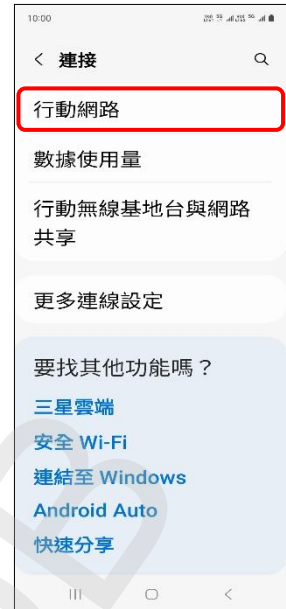 10:00
連接
行動網路
數據使用量
行動無線基地台與網路
共享
更多連線設定
要找其他功能嗎？
三星雲端
安全 Wi-Fi
連結至 Windows
Android Auto
快速分享